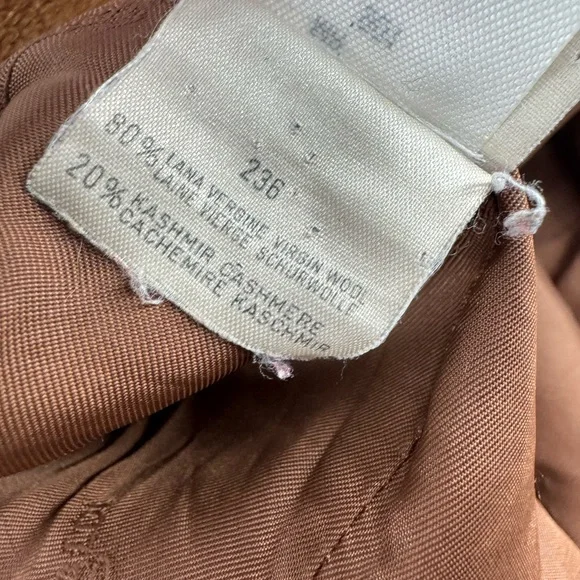 236
80% LANA VERGINE VIRGIN WOOL
LAINE VIERGE SCHURWOLLE
20% KASHMIR CASHMERE
CACHEMIRE KASCHMIR